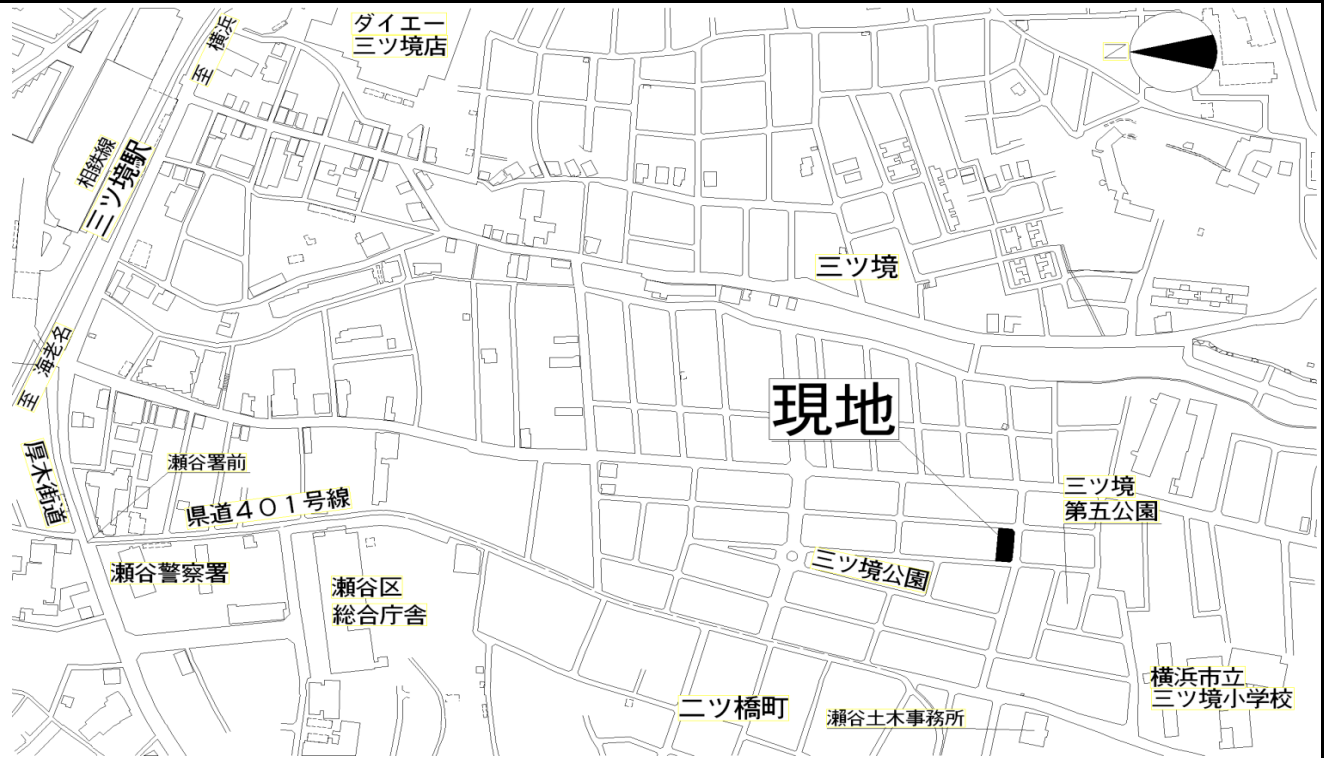 ダイエー
三ツ境店
至 横浜
N
相鉄線
三ツ境駅
三ツ境
至 海老名
現地
厚木街道
瀬谷署前
県道401号線
三ツ境
第五公園
三ツ境公園
瀬谷警察署
瀬谷区
総合庁舎
横浜市立
三ツ境小学校
二ツ橋町
瀬谷土木事務所